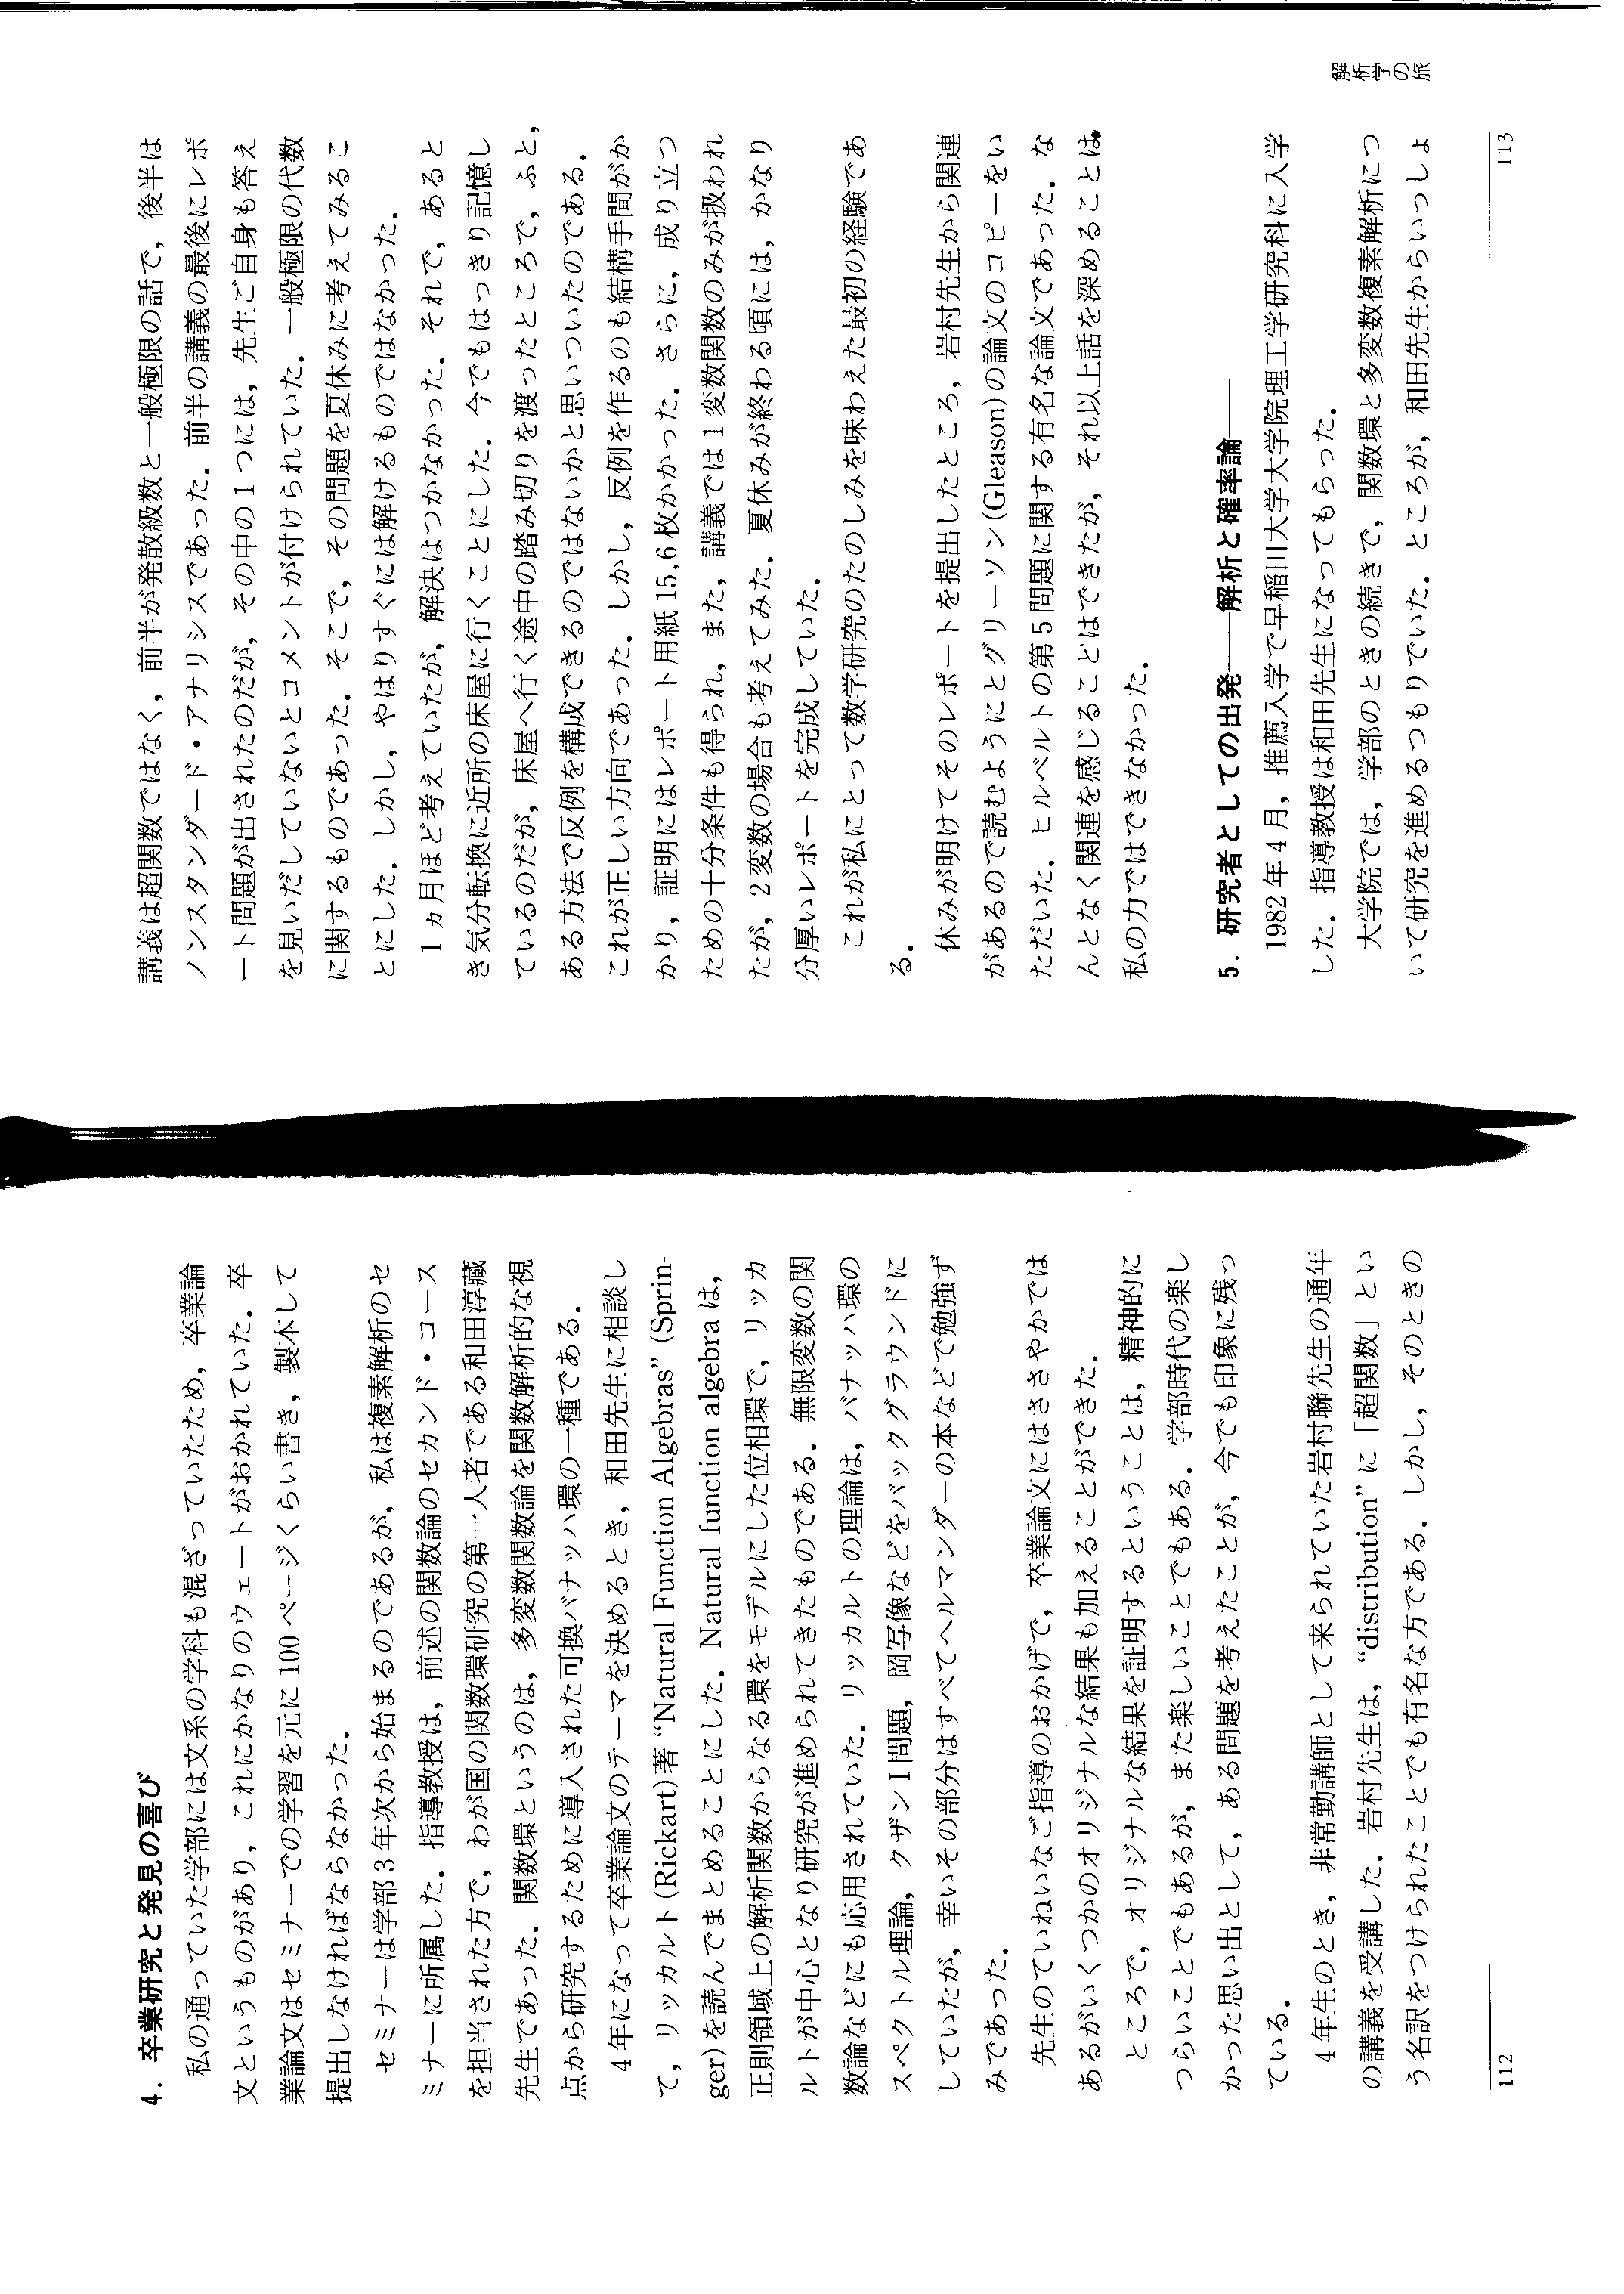 4. 卒業研究と発見の喜び
私の通っていた学部には文系の学科も混ざっていたため，卒業論
文というものがあり，これにかなりのウェートがおかれていた．卒
業論文はセミナーでの学習を元に100ページくらい書き，製本して
提出しなければならなかった．
セミナーは学部3年次から始まるのであるが，私は複素解析のセ
ミナーに所属した．指導教授は，前述の関数論のセカンド・コース
を担当された方で，わが国の関数環研究の第一人者である和田淳藏
先生であった．関数環というのは，多変数関数論を関数解析的な視
点から研究するために導入された可換バナッハ環の一種である．
4年になって卒業論文のテーマを決めるとき，和田先生に相談し
て，リッカルト(Rickart)著“Natural Function Algebras”(Sprin-
ger)を読んでまとめることにした．Natural function algebraは，
正則領域上の解析関数からなる環をモデルにした位相環で，リッカ
ルトが中心となり研究が進められてきたものである．無限変数の関
数論などにも応用されていた．リッカルトの理論は，バナッハ環の
スペクトル理論，クザンI問題，岡写像などをバックグラウンドに
していたが，幸いその部分はすべてヘルマンダーの本などで勉強ず
みであった．
先生のていねいなご指導のおかげで，卒業論文にはささやかでは
あるがいくつかのオリジナルな結果も加えることができた．
ところで，オリジナルな結果を証明するということは，精神的に
つらいことでもあるが，また楽しいことでもある．学部時代の楽し
かった思い出として，ある問題を考えたことが，今でも印象に残っ
ている．
4年生のとき，非常勤講師として来られていた岩村聯先生の通年
の講義を受講した．岩村先生は，“distribution”に「超関数」とい
う名訳をつけられたことでも有名な方である．しかし，そのときの
112
講義は超関数ではなく，前半が発散級数と一般極限の話で，後半は
ノンスタンダード・アナリシスであった．前半の講義の最後にレポ
ート問題が出されたのだが，その中の1つには，先生ご自身も答え
を見いだしていないとコメントが付けられていた．一般極限の代数
に関するものであった．そこで，その問題を夏休みに考えてみるこ
とにした．しかし，やはりすぐには解けるものではなかった．
1ヵ月ほど考えていたが，解決はつかなかった．それで，あると
き気分転換に近所の床屋に行くことにした．今でもはっきり記憶し
ているのだが，床屋へ行く途中の踏み切りを渡ったところで，ふと，
ある方法で反例を構成できるのではないかと思いついたのである．
これが正しい方向であった．しかし，反例を作るのも結構手間がか
かり，証明にはレポート用紙15,6枚かかった．さらに，成り立つ
ための十分条件も得られ，また，講義では1変数関数のみが扱われ
たが，2変数の場合も考えてみた．夏休みが終わる頃には，かなり
分厚いレポートを完成していた．
これが私にとって数学研究のたのしみを味わえた最初の経験であ
る．
休みが明けてそのレポートを提出したところ，岩村先生から関連
があるので読むようにとグリーソン(Gleason)の論文のコピーをい
ただいた．ヒルベルトの第5問題に関する有名な論文であった．な
んとなく関連を感じることはできたが，それ以上話を深めることは
私の力ではできなかった．
5. 研究者としての出発――解析と確率論――
1982年4月，推薦入学で早稲田大学大学院理工学研究科に入学
した．指導教授は和田先生になってもらった．
大学院では，学部のときの続きで，関数環と多変数複素解析につ
いて研究を進めるつもりでいた．ところが，和田先生からいっしょ
解析学の旅
113